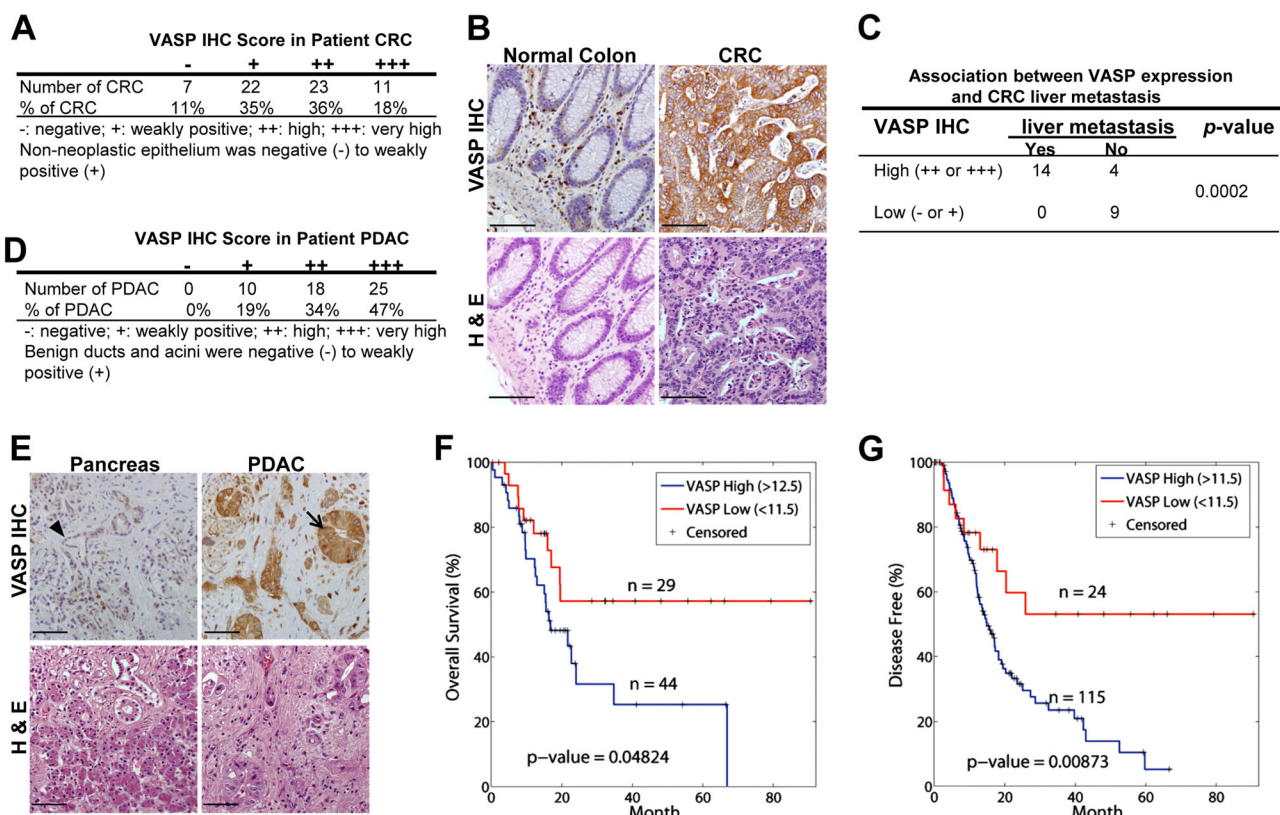 A
VASP IHC Score in Patient CRC
- + ++ +++
Number of CRC 7 22 23 11
% of CRC 11% 35% 36% 18%
-: negative; +: weakly positive; ++: high; +++: very high
Non-neoplastic epithelium was negative (-) to weakly
positive (+)
B
Normal Colon CRC
VASP IHC
H & E
C
Association between VASP expression
and CRC liver metastasis
VASP IHC liver metastasis p-value
Yes No
High (++ or +++) 14 4
0.0002
Low (- or +) 0 9
D
VASP IHC Score in Patient PDAC
- + ++ +++
Number of PDAC 0 10 18 25
% of PDAC 0% 19% 34% 47%
-: negative; +: weakly positive; ++: high; +++: very high
Benign ducts and acini were negative (-) to weakly
positive (+)
E
Pancreas PDAC
VASP IHC
H & E
F
Overall Survival (%)
100
80
60
40
20
0
VASP High (>12.5)
VASP Low (<11.5)
+ Censored
n = 29
n = 44
p-value = 0.04824
0 20 40 60 80
Month
G
Disease Free (%)
100
80
60
40
20
0
VASP High (>11.5)
VASP Low (<11.5)
+ Censored
n = 24
n = 115
p-value = 0.00873
0 20 40 60 80
Month